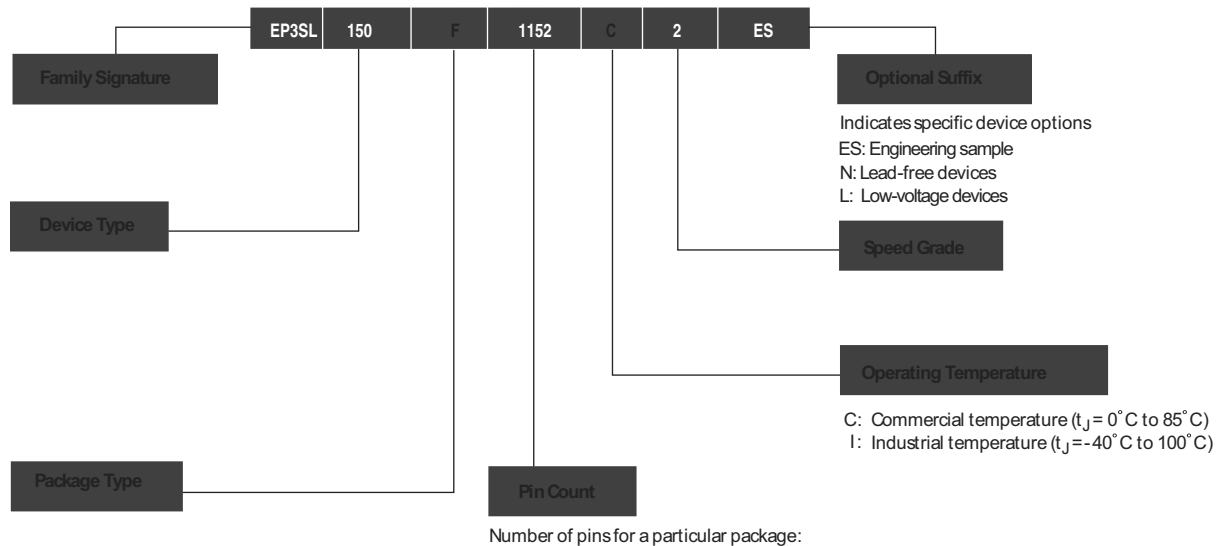 EP3SL 150 F 1152 C 2 ES
Family Signature
Optional Suffix
Indicates specific device options
ES: Engineering sample
N: Lead-free devices
L: Low-voltage devices
Device Type
Speed Grade
Operating Temperature
C: Commercial temperature (tJ = 0°C to 85°C)
I: Industrial temperature (tJ = -40°C to 100°C)
Package Type
Pin Count
Number of pins for a particular package: